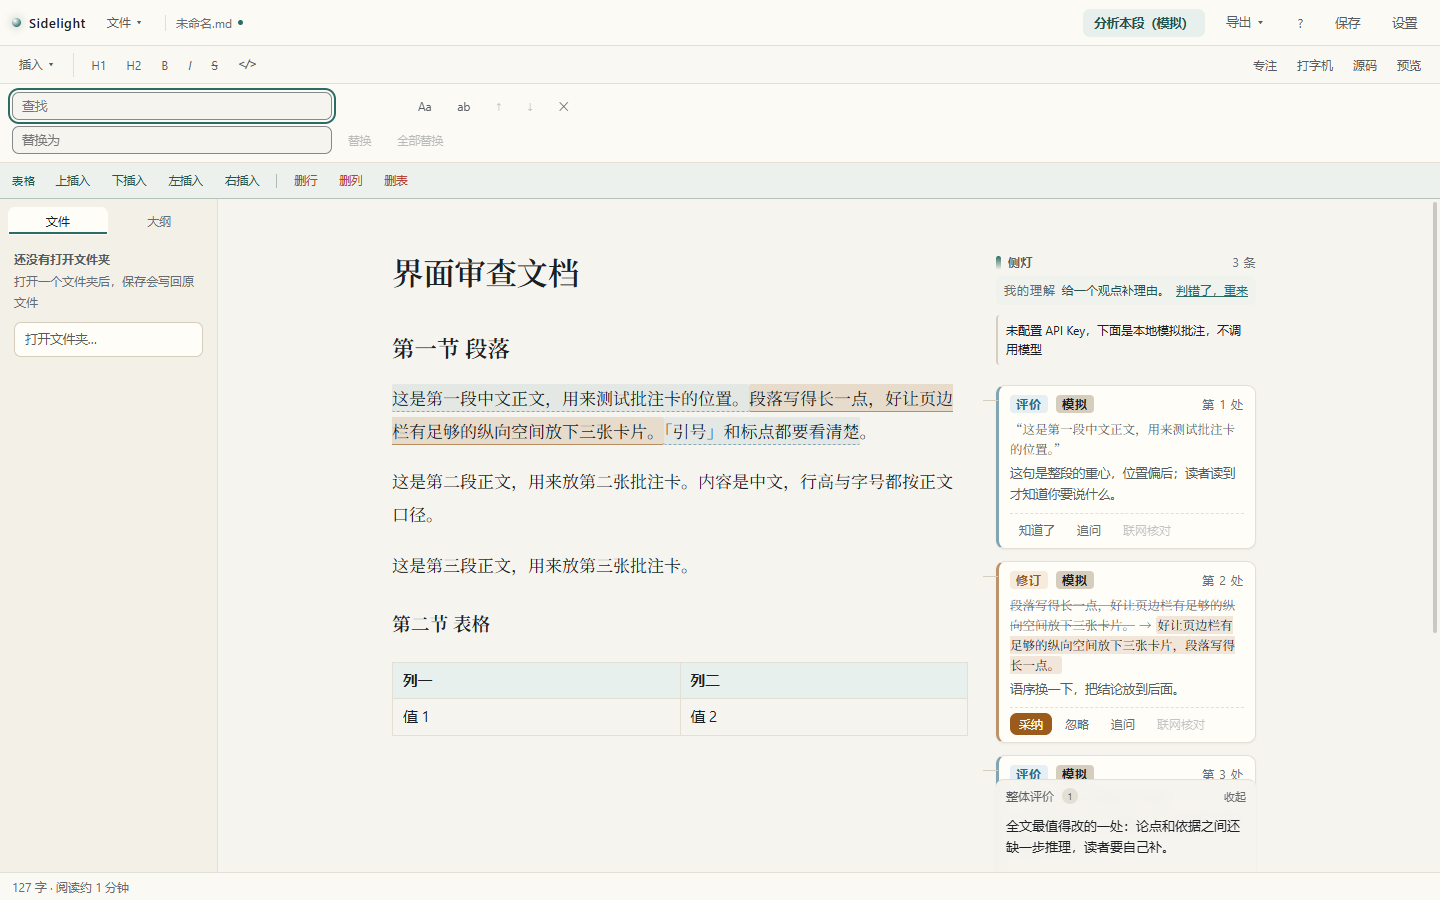 Sidelight 文件 未命名.md 分析本段（模拟） 导出 ? 保存 设置
插入 H1 H2 B I S </> 专注 打字机 源码 预览
查找 Aa ab ↑ ↓ ×
替换为 替换 全部替换
表格 上插入 下插入 左插入 右插入 删行 删列 删表
文件 大纲
还没有打开文件夹
打开一个文件夹后，保存会写回原
文件
打开文件夹...
界面审查文档
第一节 段落
这是第一段中文正文，用来测试批注卡的位置。段落写得长一点，好让页边
栏有足够的纵向空间放下三张卡片。「引号」和标点都要看清楚。
这是第二段正文，用来放第二张批注卡。内容是中文，行高与字号都按正文
口径。
这是第三段正文，用来放第三张批注卡。
第二节 表格
列一 列二
值 1 值 2
侧灯 3 条
我的理解 给一个观点补理由。 判错了，重来
未配置 API Key，下面是本地模拟批注，不调
用模型
评价 模拟 第 1 处
“这是第一段中文正文，用来测试批注卡
的位置。”
这句是整段的重心，位置偏后；读者读到
才知道你要说什么。
知道了 追问 联网核对
修订 模拟 第 2 处
段落写得长一点，好让页边栏有足够的纵
向空间放下三张卡片。 → 好让页边栏有
足够的纵向空间放下三张卡片，段落写得
长一点。
语序换一下，把结论放到后面。
采纳 忽略 追问 联网核对
评价 模拟 第 3 处
整体评价 1 收起
全文最值得改的一处：论点和依据之间还
缺一步推理，读者要自己补。
127 字 · 阅读约 1 分钟